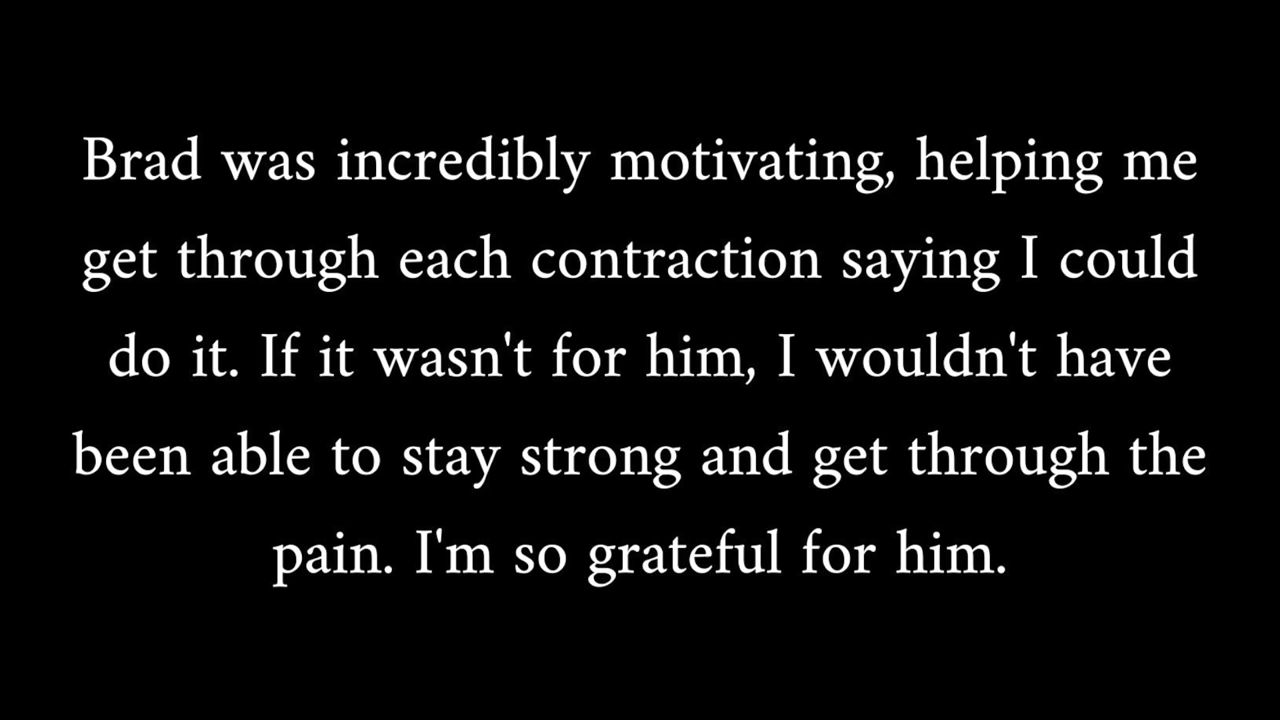 Brad was incredibly motivating, helping me
get through each contraction saying I could
do it. If it wasn't for him, I wouldn't have
been able to stay strong and get through the
pain. I'm so grateful for him.